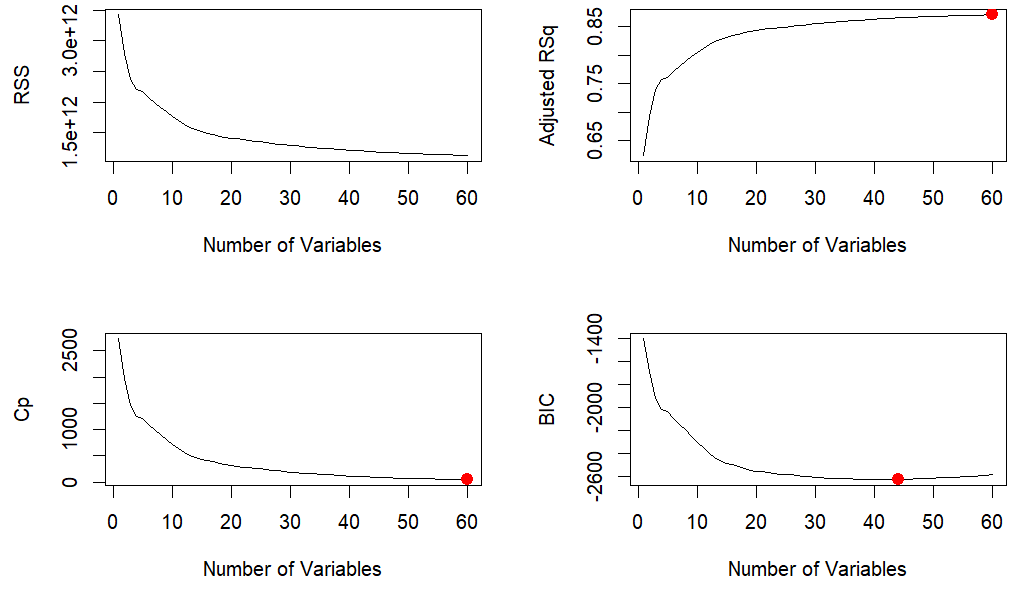 RSS
1.5e+12 3.0e+12
0 10 20 30 40 50 60
Number of Variables
Adjusted RSq
0.65 0.75 0.85
0 10 20 30 40 50 60
Number of Variables
Cp
0 1000 2500
0 10 20 30 40 50 60
Number of Variables
BIC
-2600 -2000 -1400
0 10 20 30 40 50 60
Number of Variables